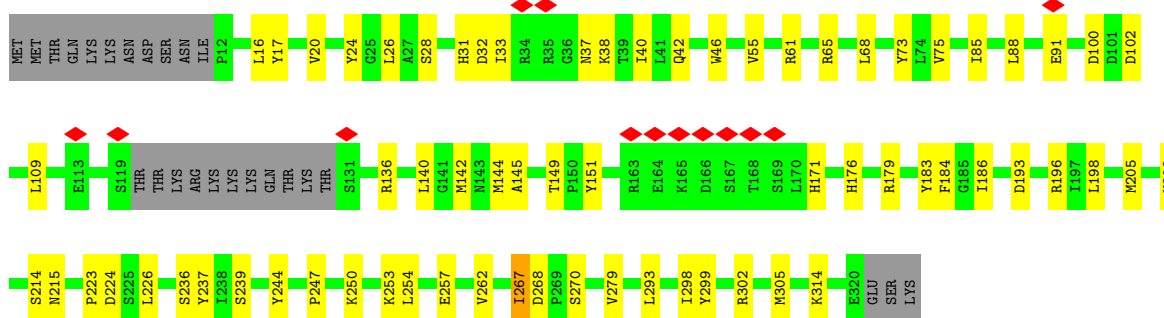 MET MET THR GLN LYS LYS ASN ASP SER ASN ILE P12 L16 Y17 V20 Y24 G25 L26 A27 S28 H31 D32 I33 R34 R35 G36 N37 K38 T39 I40 L41 Q42 W46 V55 R61 R65 L68 Y73 L74 V75 I85 L88 E91 D100 D101 D102
L109 E113 S119 THR THR LYS ARG LYS LYS LYS GLN THR LYS THR S131 R136 L140 G141 M142 N143 M144 A145 T149 P150 Y151 R163 E164 K165 D166 S167 T168 S169 L170 H171 H176 R179 Y183 F184 G185 I186 D193 R196 I197 L198 M205
S214 N215 P223 D224 S225 L226 S236 Y237 I238 S239 Y244 P247 K250 K253 L254 E257 V262 I267 D268 P269 S270 V279 L293 I298 Y299 R302 M305 K314 E320 GLU SER LYS